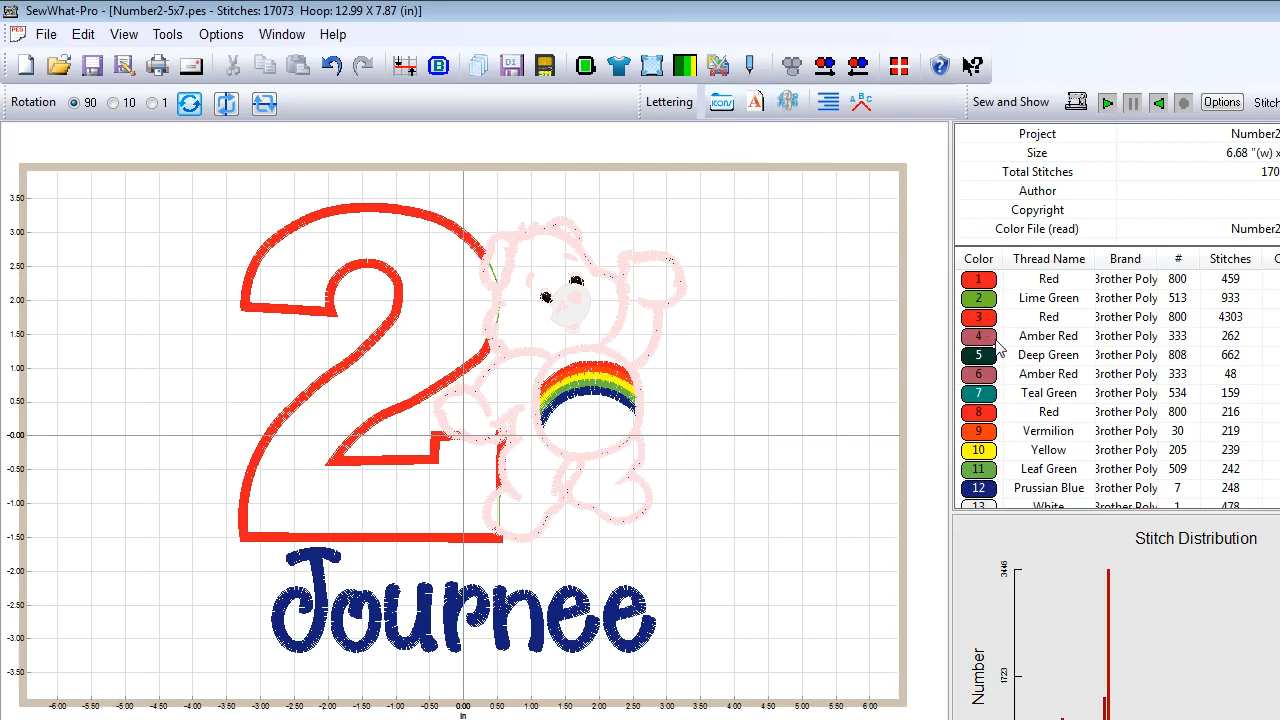 SewWhat-Pro - [Number2-5x7.pes - Stitches: 17073 Hoop: 12.99 X 7.87 (in)]
File Edit View Tools Options Window Help
Rotation 90 1 1 Lettering Sew and Show Options Stitc
Project Number2
Size 6.68 "(w) x
Total Stitches 170
Author
Copyright
Color File (read) Number2
Color Thread Name Brand # Stitches C
1 Red Brother Poly 800 459
2 Lime Green Brother Poly 513 933
3 Red Brother Poly 800 4303
4 Amber Red Brother Poly 333 262
5 Deep Green Brother Poly 808 662
6 Amber Red Brother Poly 333 48
7 Teal Green Brother Poly 534 159
8 Red Brother Poly 800 216
9 Vermilion Brother Poly 30 219
10 Yellow Brother Poly 205 239
11 Leaf Green Brother Poly 509 242
12 Prussian Blue Brother Poly 7 248
13 White Brother Poly 1 478
Stitch Distribution
3446
1723
Number
3.50
3.00
2.50
2.00
1.50
1.00
0.50
-0.00
-0.50
-1.00
-1.50
-2.00
-2.50
-3.00
-3.50
2
Journee
-6.00 -5.50 -5.00 -4.50 -4.00 -3.50 -3.00 -2.50 -2.00 -1.50 -1.00 -0.50 0.00 0.50 1.00 1.50 2.00 2.50 3.00 3.50 4.00 4.50 5.00 5.50 6.00
in